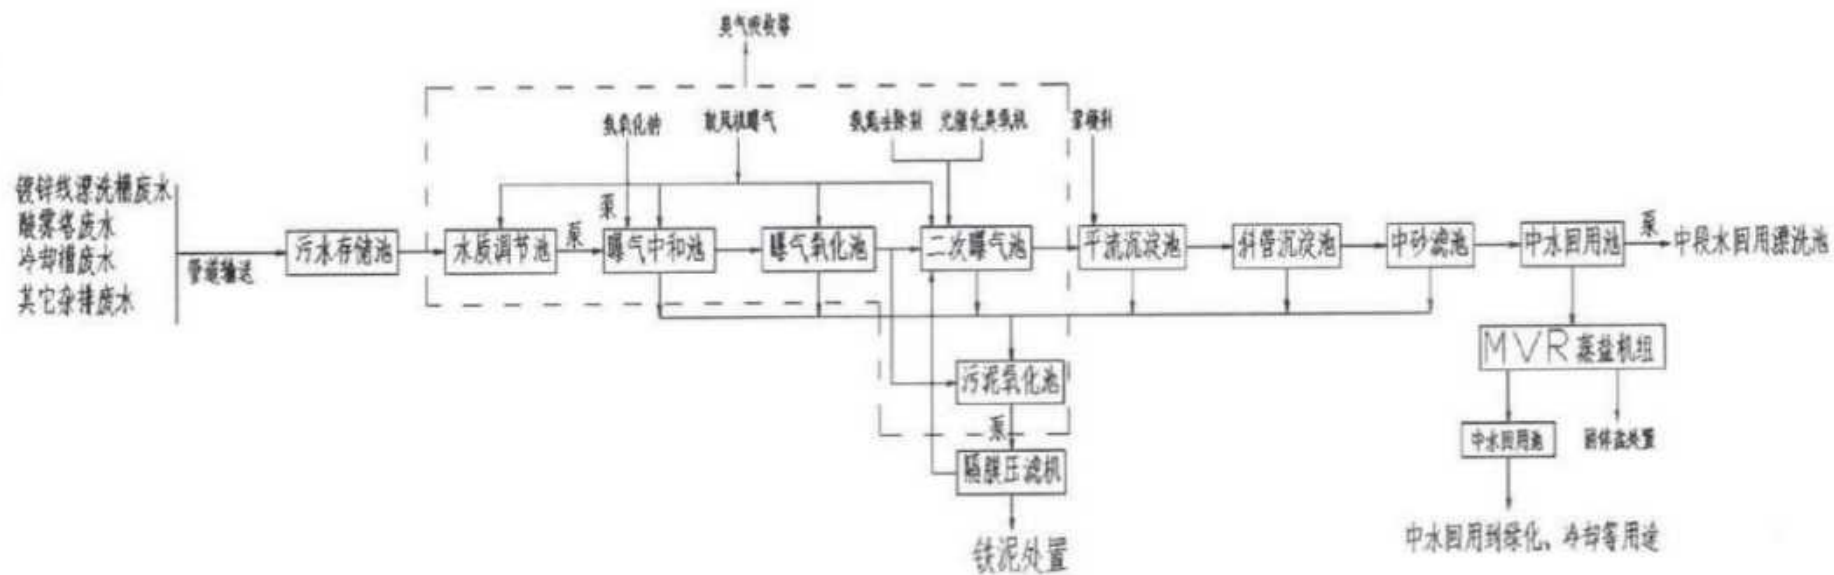 臭气吸收塔
氢氧化钠
鼓风机曝气
氨氮去除剂
光催化臭氧机
絮凝剂
镀锌线漂洗槽废水
酸雾塔废水
冷却槽废水
其它杂排废水
管道输送
污水存储池
水质调节池
泵
泵
曝气中和池
曝气氧化池
二次曝气池
平流沉淀池
斜管沉淀池
中砂滤池
中水回用池
泵
中段水回用漂洗池
MVR蒸盐机组
污泥氧化池
泵
中水回用池
固体盐处置
隔膜压滤机
铁泥处置
中水回用到绿化、冷却等用途